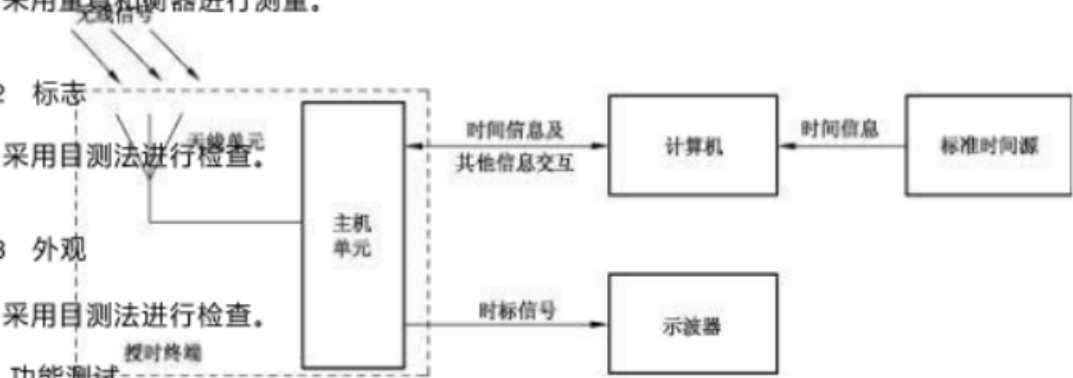 采用量具和衡器进行测量。
无线信号
2 标志
天线单元
采用目测法进行检查。
时间信息及
其他信息交互
计算机
时间信息
标准时间源
主机
单元
3 外观
采用目测法进行检查。
时标信号
示波器
授时终端
功能测试